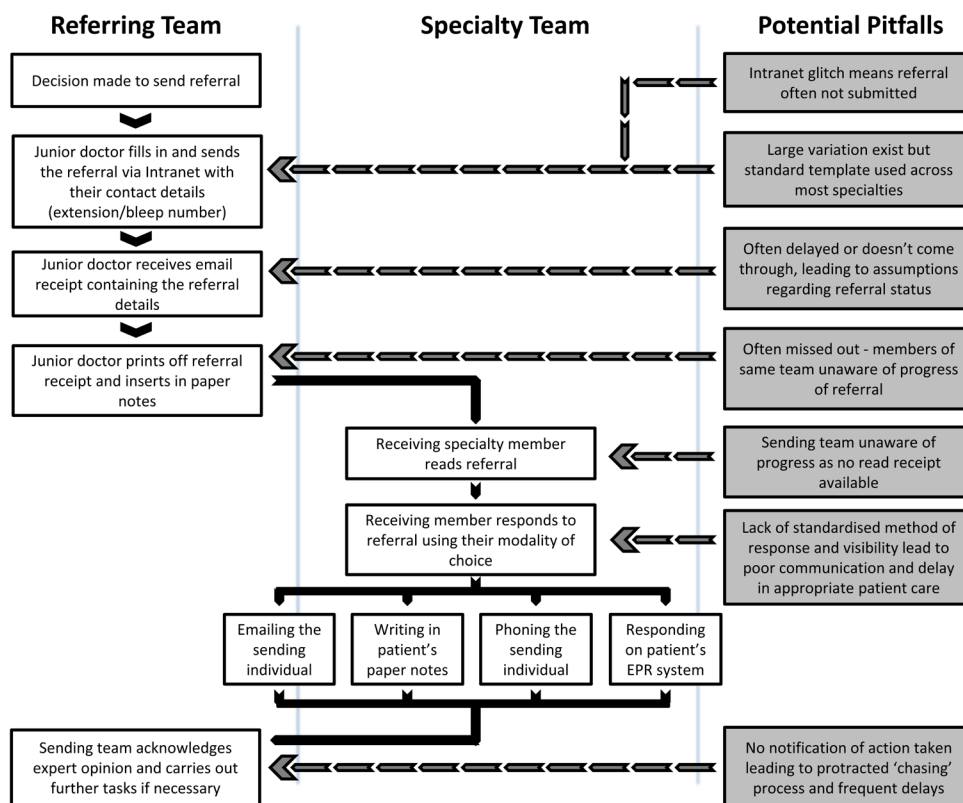 Referring Team
Specialty Team
Potential Pitfalls
Decision made to send referral
Intranet glitch means referral
often not submitted
Junior doctor fills in and sends
the referral via Intranet with
their contact details
(extension/bleep number)
Large variation exist but
standard template used across
most specialties
Junior doctor receives email
receipt containing the referral
details
Often delayed or doesn't come
through, leading to assumptions
regarding referral status
Junior doctor prints off referral
receipt and inserts in paper
notes
Often missed out - members of
same team unaware of progress
of referral
Receiving specialty member
reads referral
Sending team unaware of
progress as no read receipt
available
Receiving member responds to
referral using their modality of
choice
Lack of standardised method of
response and visibility lead to
poor communication and delay
in appropriate patient care
Emailing the
sending
individual
Writing in
patient's
paper notes
Phoning the
sending
individual
Responding
on patient's
EPR system
Sending team acknowledges
expert opinion and carries out
further tasks if necessary
No notification of action taken
leading to protracted 'chasing'
process and frequent delays